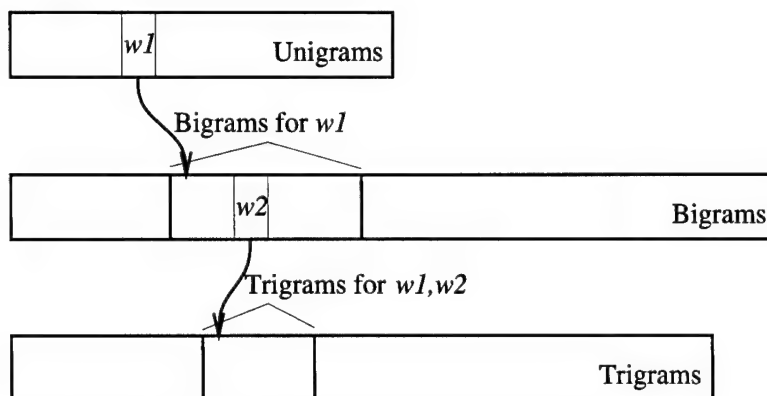 w1
Unigrams
Bigrams for w1
w2
Bigrams
Trigrams for w1,w2
Trigrams